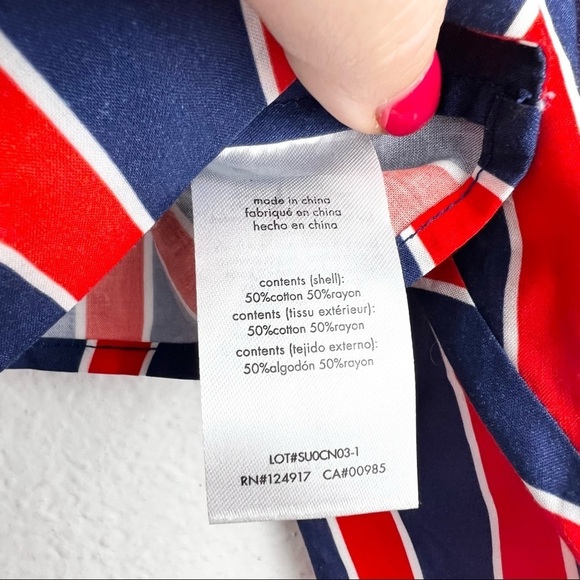 made in china
fabriqué en china
hecho en china
contents (shell):
50%cotton 50%rayon
contents (tissu extérieur):
50%cotton 50%rayon
contents (tejido externo):
50%algodón 50%rayon
LOT#SU0CN03-1
RN#124917 CA#00985